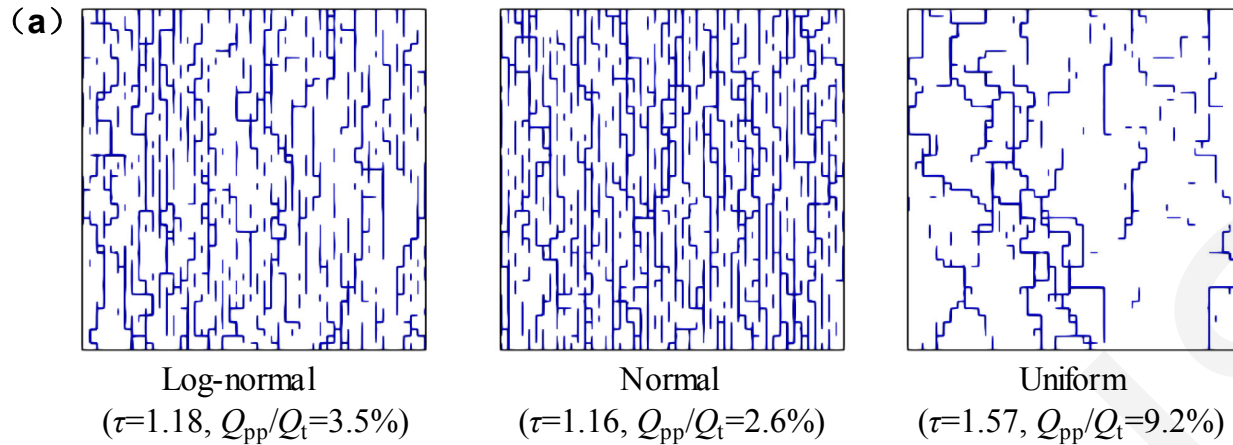 (a)
Log-normal
(τ=1.18, Qpp/Qt=3.5%)
Normal
(τ=1.16, Qpp/Qt=2.6%)
Uniform
(τ=1.57, Qpp/Qt=9.2%)